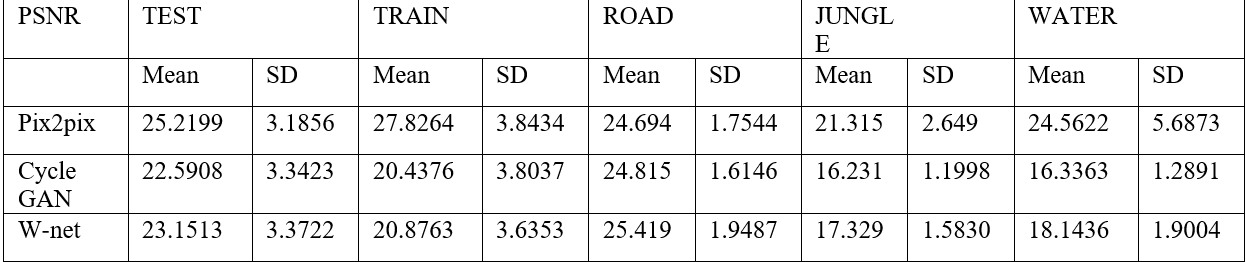 PSNR TEST TRAIN ROAD JUNGL WATER
E
Mean SD Mean SD Mean SD Mean SD Mean SD
Pix2pix 25.2199 3.1856 27.8264 3.8434 24.694 1.7544 21.315 2.649 24.5622 5.6873
Cycle 22.5908 3.3423 20.4376 3.8037 24.815 1.6146 16.231 1.1998 16.3363 1.2891
GAN
W-net 23.1513 3.3722 20.8763 3.6353 25.419 1.9487 17.329 1.5830 18.1436 1.9004